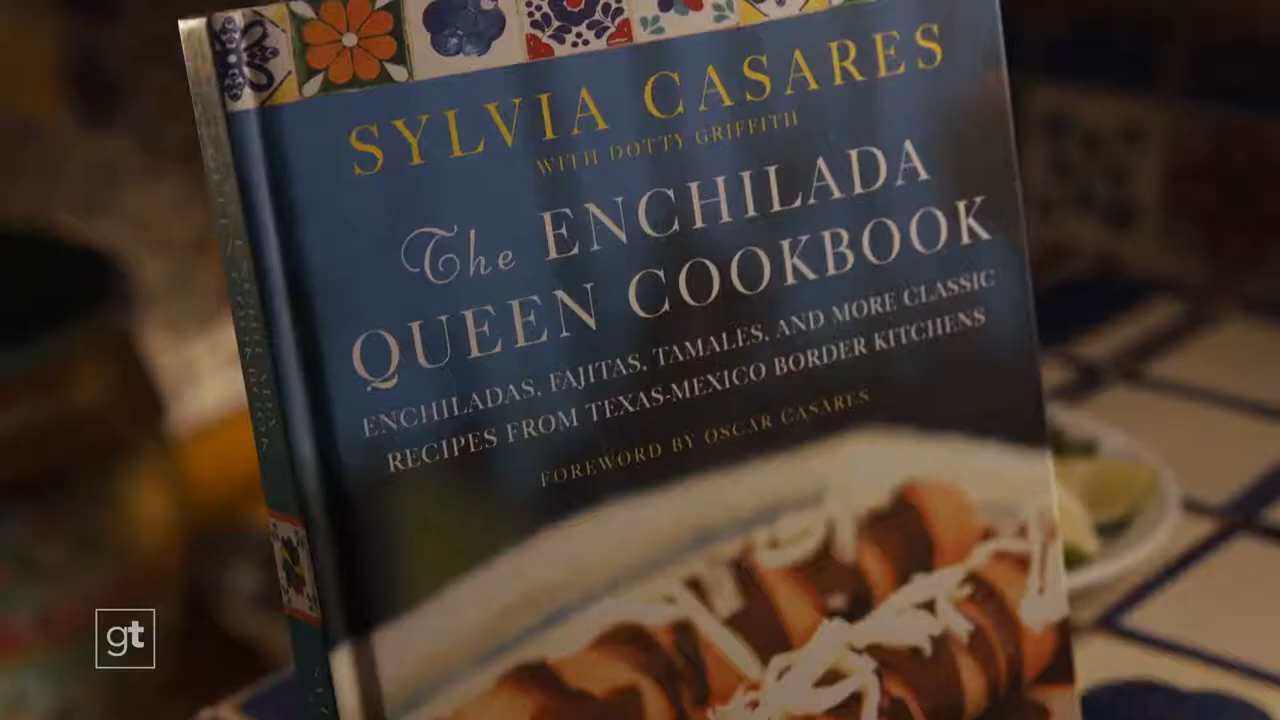 SYLVIA CASARES
WITH DOTTY GRIFFITH
The ENCHILADA
QUEEN COOKBOOK
ENCHILADAS, FAJITAS, TAMALES, AND MORE CLASSIC
RECIPES FROM TEXAS-MEXICO BORDER KITCHENS
FOREWORD BY OSCAR CASARES
gt